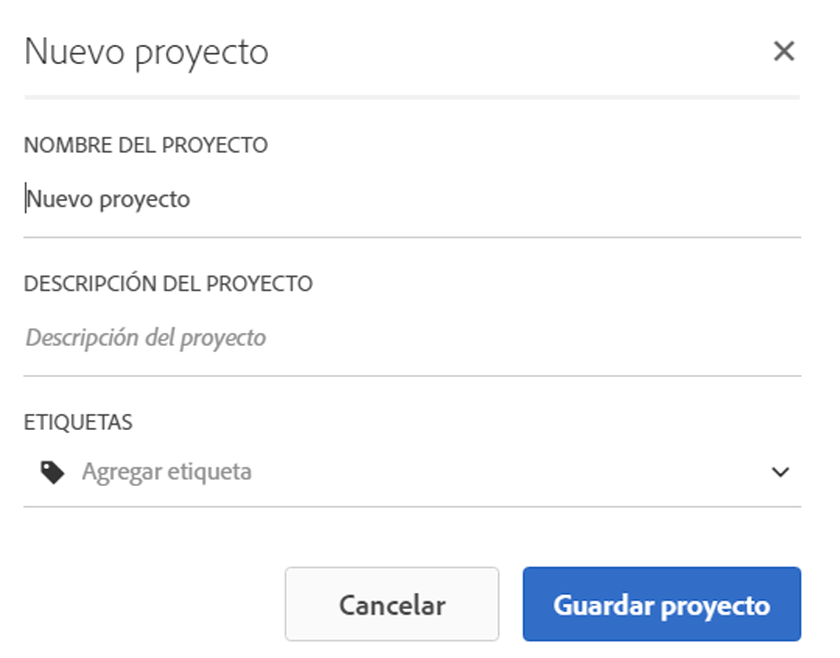 Nuevo proyecto
NOMBRE DEL PROYECTO
Nuevo proyecto
DESCRIPCIÓN DEL PROYECTO
Descripción del proyecto
ETIQUETAS
Agregar etiqueta
Cancelar
Guardar proyecto